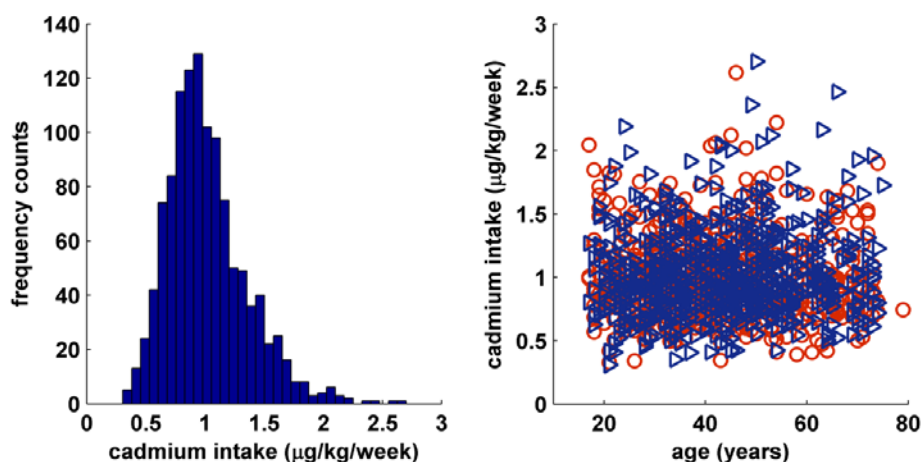 140
120
100
80
60
40
20
0
frequency counts
0 0.5 1 1.5 2 2.5 3
cadmium intake (μg/kg/week)
3
2.5
2
1.5
1
0.5
0
cadmium intake (μg/kg/week)
20 40 60 80
age (years)